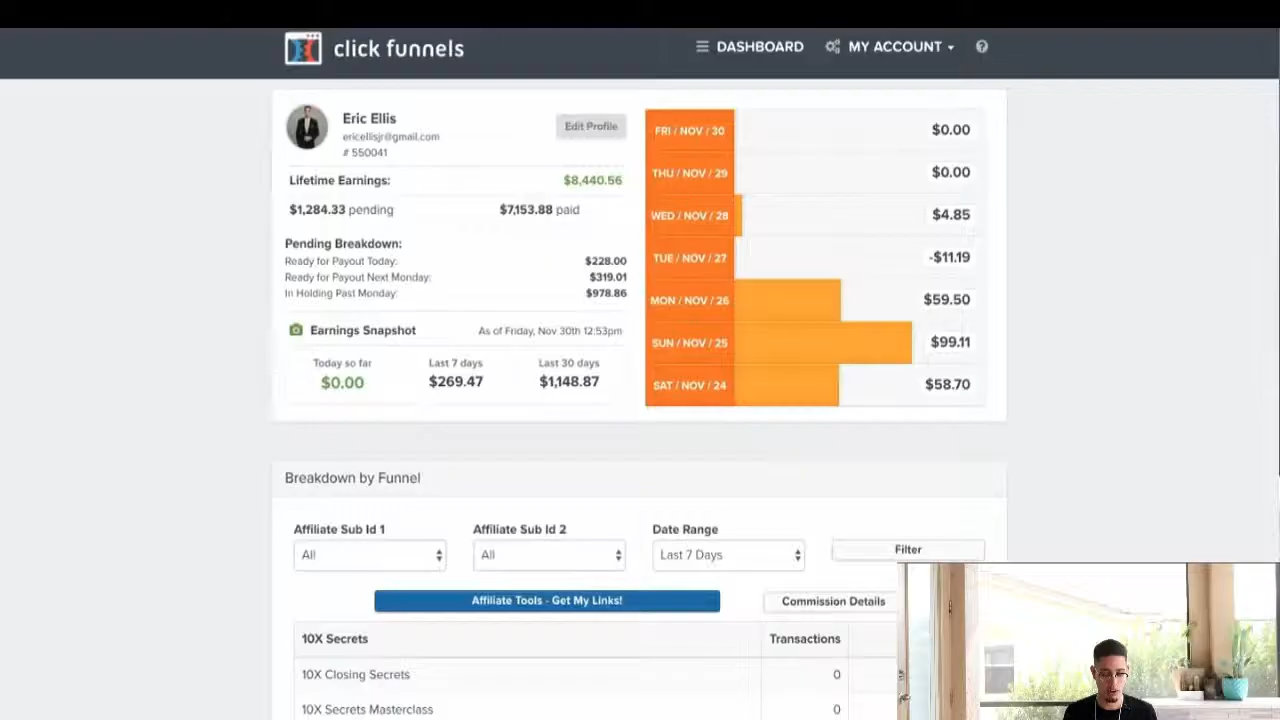 click funnels
DASHBOARD
MY ACCOUNT
Eric Ellis
ericellisjr@gmail.com
# 550041
Edit Profile
Lifetime Earnings: $8,440.56
$1,284.33 pending $7,153.88 paid
Pending Breakdown:
Ready for Payout Today: $228.00
Ready for Payout Next Monday: $319.01
In Holding Past Monday: $978.86
Earnings Snapshot As of Friday, Nov 30th 12:53pm
Today so far Last 7 days Last 30 days
$0.00 $269.47 $1,148.87
FRI / NOV / 30 $0.00
THU / NOV / 29 $0.00
WED / NOV / 28 $4.85
TUE / NOV / 27 -$11.19
MON / NOV / 26 $59.50
SUN / NOV / 25 $99.11
SAT / NOV / 24 $58.70
Breakdown by Funnel
Affiliate Sub Id 1 Affiliate Sub Id 2 Date Range
All All Last 7 Days Filter
Affiliate Tools - Get My Links! Commission Details
10X Secrets Transactions
10X Closing Secrets 0
10X Secrets Masterclass 0